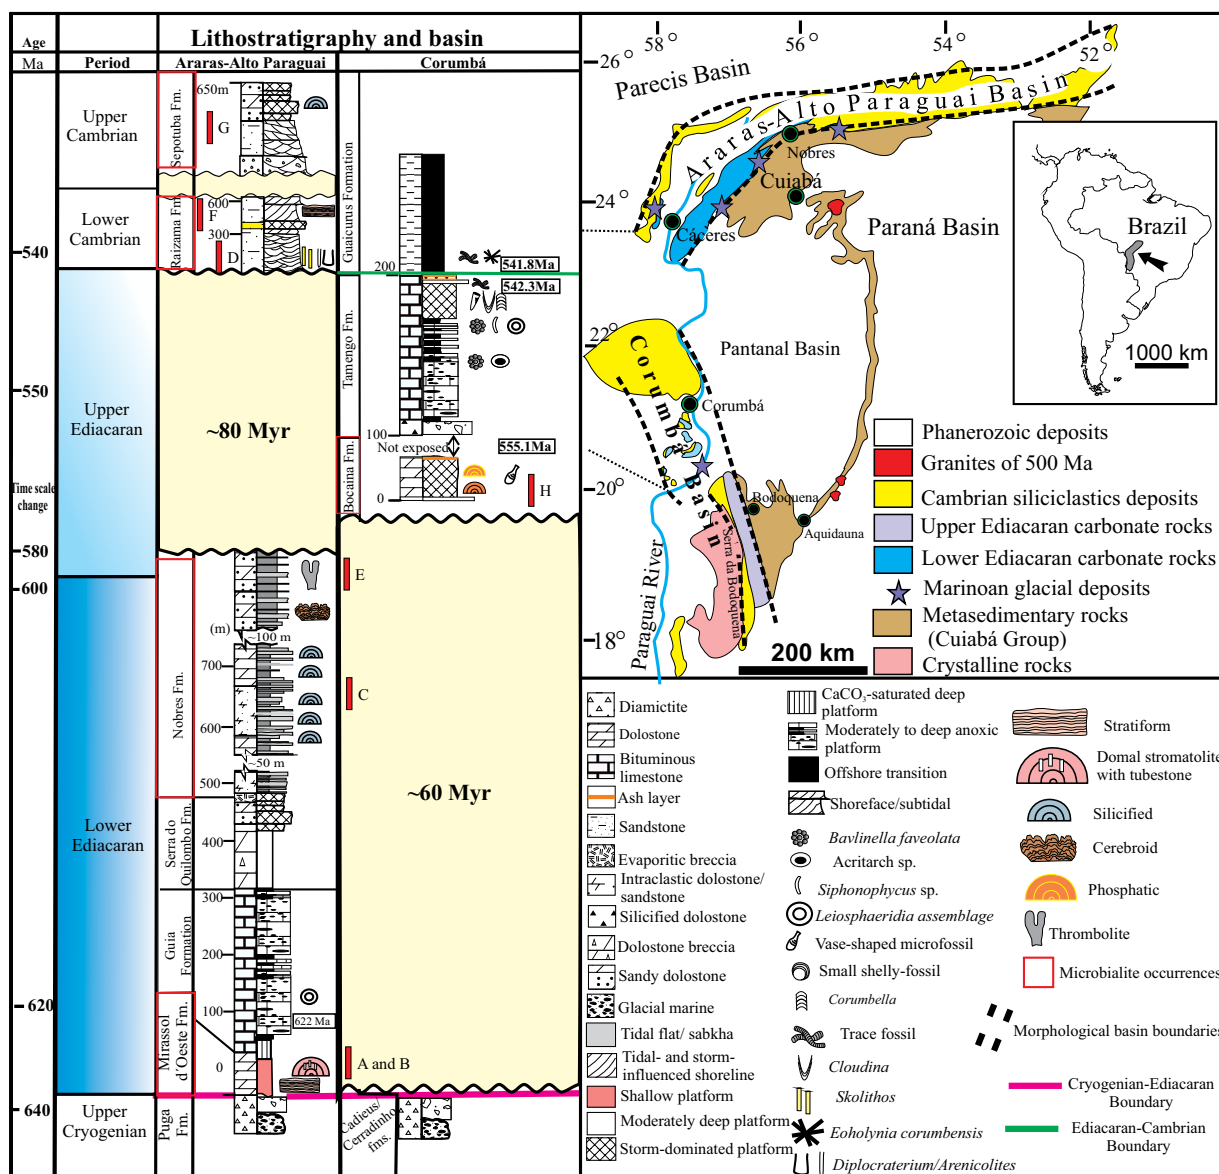 Age
Lithostratigraphy and basin
Ma
Period
Araras-Alto Paraguai
Corumbá
Upper
Cambrian
Lower
Cambrian
540
Upper
Ediacaran
550
Time scale
change
580
600
Lower
Ediacaran
620
640
Upper
Cryogenian
Sepotuba Fm.
650m
G
Raizama Fm.
600
F
300
D
~80 Myr
Nobres Fm.
E
(m)
~100 m
700
C
600
~50 m
500
Serra do
Quilombo Fm.
400
Guia
Formation
300
200
100
622 Ma
Mirassol
d´Oeste Fm.
0
A and B
Puga
Fm.
Guaicurus Formation
200
541.8Ma
542.3Ma
Tamengo Fm.
100
Not exposed
555.1Ma
Bocaina Fm.
0
H
~60 Myr
Cadieus/
Cerradinho
fms.
58°
56°
54°
52°
26°
24°
22°
20°
18°
Parecis Basin
Araras-Alto Paraguai Basin
Nobres
Cuiabá
Cáceres
Paraná Basin
Pantanal Basin
Corumbá Basin
Corumbá
Bodoquena
Aquidauna
Serra da Bodoquena
Paraguai River
200 km
Brazil
1000 km
Phanerozoic deposits
Granites of 500 Ma
Cambrian siliciclastics deposits
Upper Ediacaran carbonate rocks
Lower Ediacaran carbonate rocks
Marinoan glacial deposits
Metasedimentary rocks
(Cuiabá Group)
Crystalline rocks
Diamictite
Dolostone
Bituminous
limestone
Ash layer
Sandstone
Evaporitic breccia
Intraclastic dolostone/
sandstone
Silicified dolostone
Dolostone breccia
Sandy dolostone
Glacial marine
Tidal flat/ sabkha
Tidal- and storm-
influenced shoreline
Shallow platform
Moderately deep platform
Storm-dominated platform
CaCO₃-saturated deep
platform
Moderately to deep anoxic
platform
Offshore transition
Shoreface/subtidal
Bavlinella faveolata
Acritarch sp.
Siphonophycus sp.
Leiosphaeridia assemblage
Vase-shaped microfossil
Small shelly-fossil
Corumbella
Trace fossil
Cloudina
Skolithos
Eoholynia corumbensis
Diplocraterium/Arenicolites
Stratiform
Domal stromatolite
with tubestone
Silicified
Cerebroid
Phosphatic
Thrombolite
Microbialite occurrences
Morphological basin boundaries
Cryogenian-Ediacaran
Boundary
Ediacaran-Cambrian
Boundary